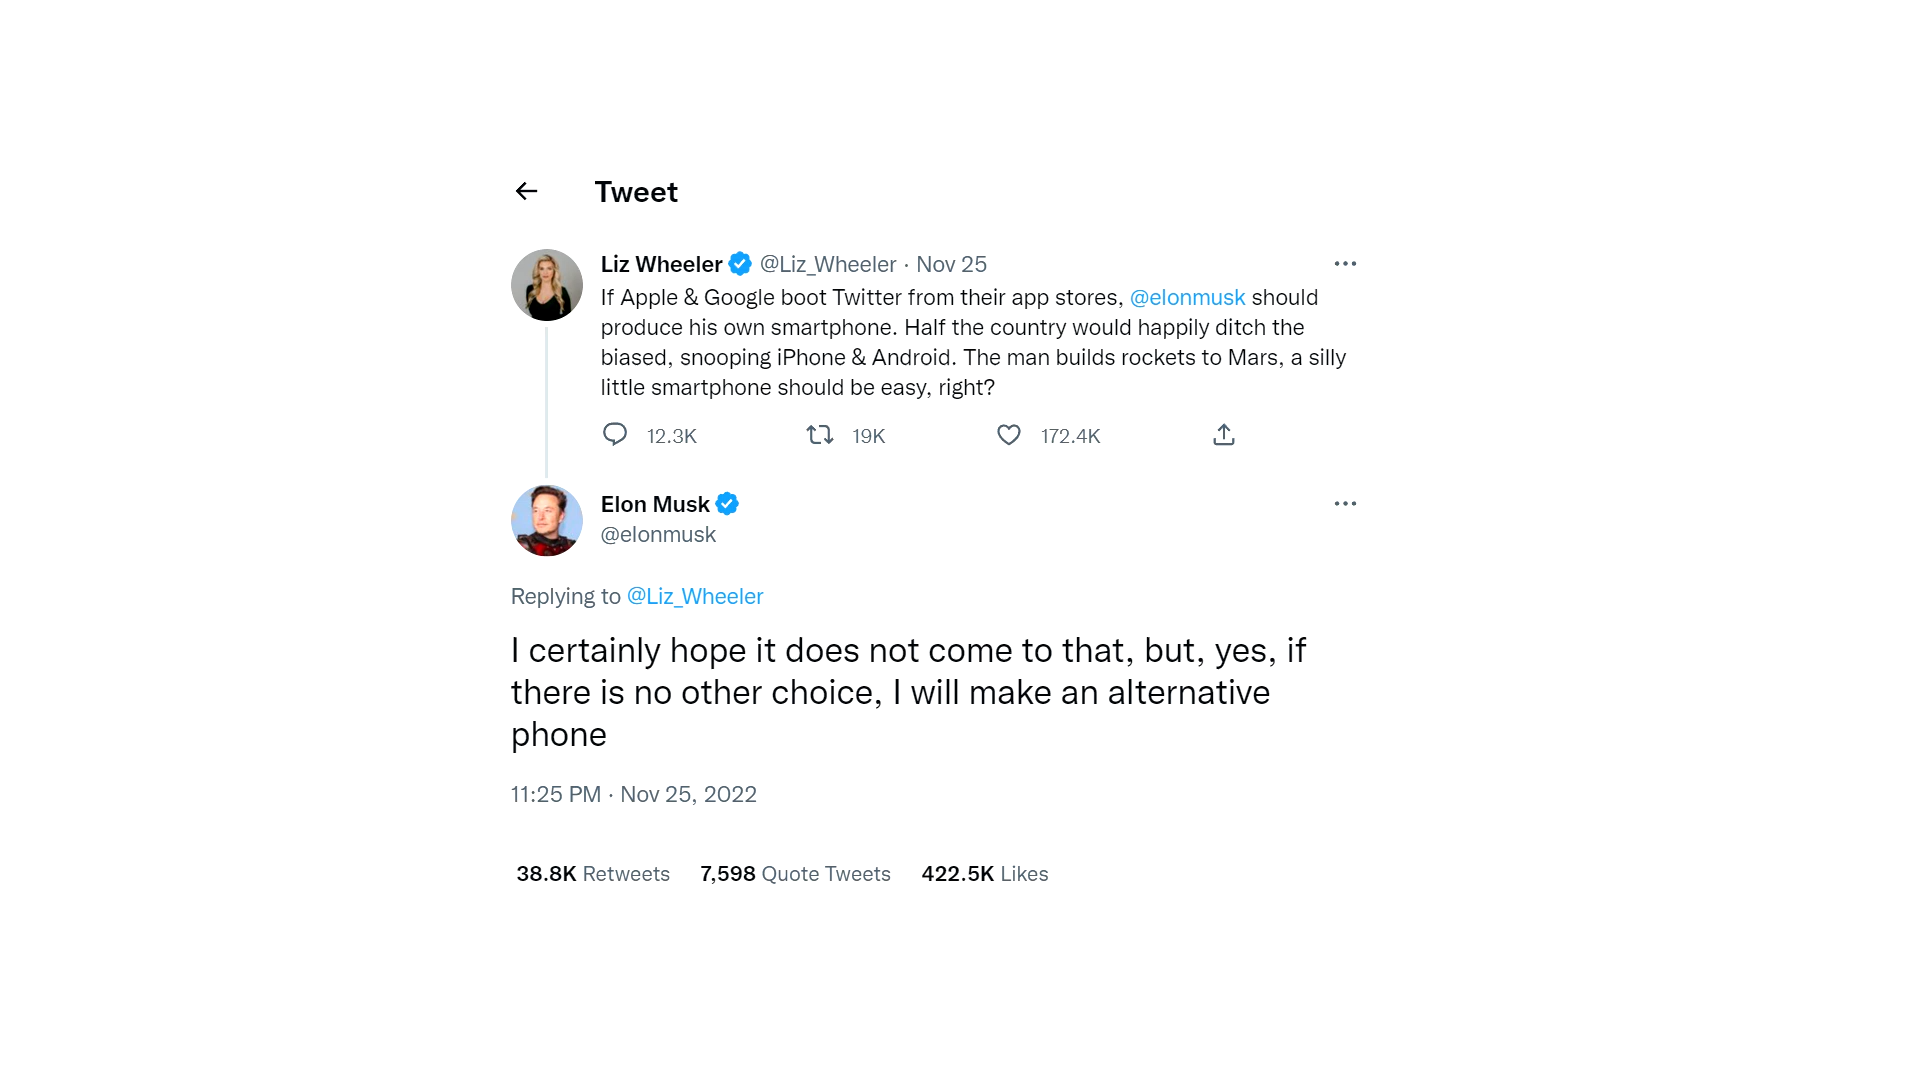 Tweet
Liz Wheeler @Liz_Wheeler · Nov 25
If Apple & Google boot Twitter from their app stores, @elonmusk should
produce his own smartphone. Half the country would happily ditch the
biased, snooping iPhone & Android. The man builds rockets to Mars, a silly
little smartphone should be easy, right?
12.3K 19K 172.4K
Elon Musk
@elonmusk
Replying to @Liz_Wheeler
I certainly hope it does not come to that, but, yes, if
there is no other choice, I will make an alternative
phone
11:25 PM · Nov 25, 2022
38.8K Retweets 7,598 Quote Tweets 422.5K Likes